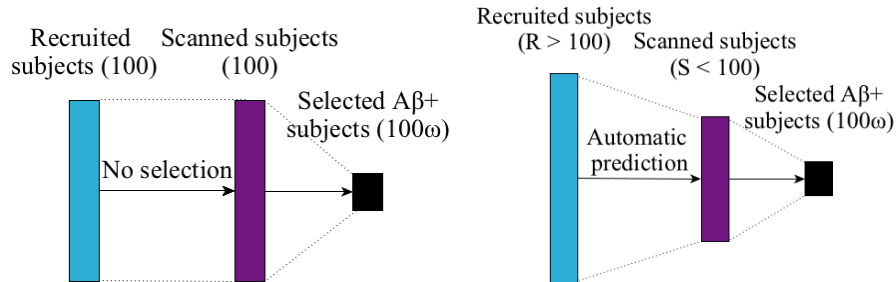 Recruited
subjects (100)
Scanned subjects
(100)
Selected Aβ+
subjects (100ω)
No selection
Recruited subjects
(R > 100)
Scanned subjects
(S < 100)
Selected Aβ+
subjects (100ω)
Automatic
prediction